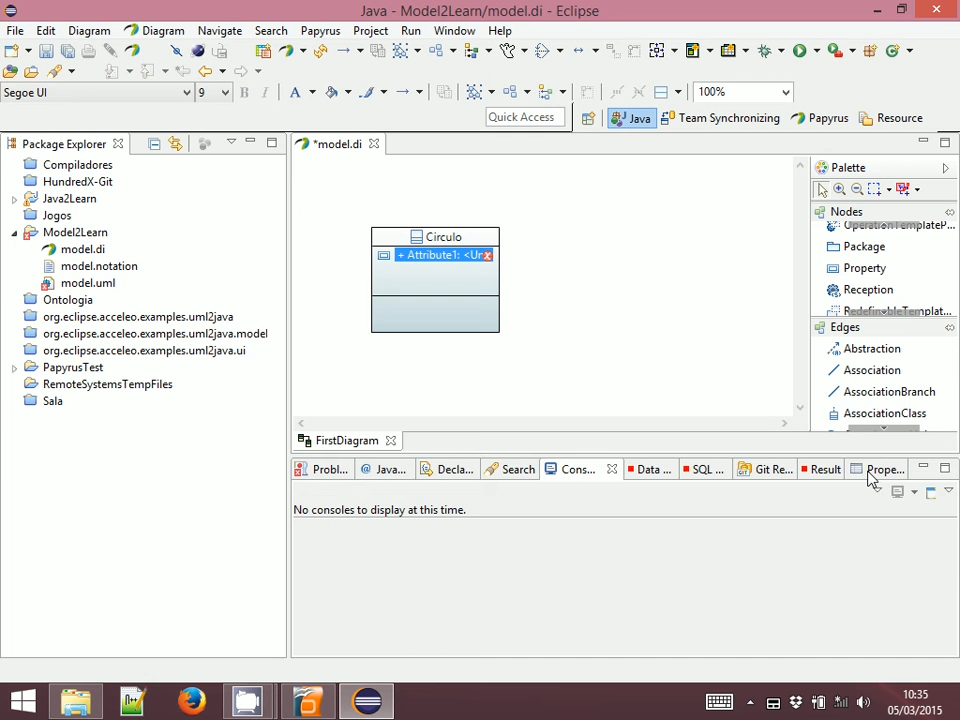 Java - Model2Learn/model.di - Eclipse
File Edit Diagram Diagram Navigate Search Papyrus Project Run Window Help
Segoe UI 9 B I A 100%
Quick Access Java Team Synchronizing Papyrus Resource
Package Explorer
Compiladores
HundredX-Git
Java2Learn
Jogos
Model2Learn
model.di
model.notation
model.uml
Ontologia
org.eclipse.acceleo.examples.uml2java
org.eclipse.acceleo.examples.uml2java.model
org.eclipse.acceleo.examples.uml2java.ui
PapyrusTest
RemoteSystemsTempFiles
Sala
*model.di
Circulo
+ Attribute1: <Un
FirstDiagram
Palette
Nodes
OperationTemplateP...
Package
Property
Reception
RedefinableTemplat...
Edges
Abstraction
Association
AssociationBranch
AssociationClass
Probl... @ Java... Decla... Search Cons... Data ... SQL ... Git Re... Result Prope...
No consoles to display at this time.
10:35
05/03/2015